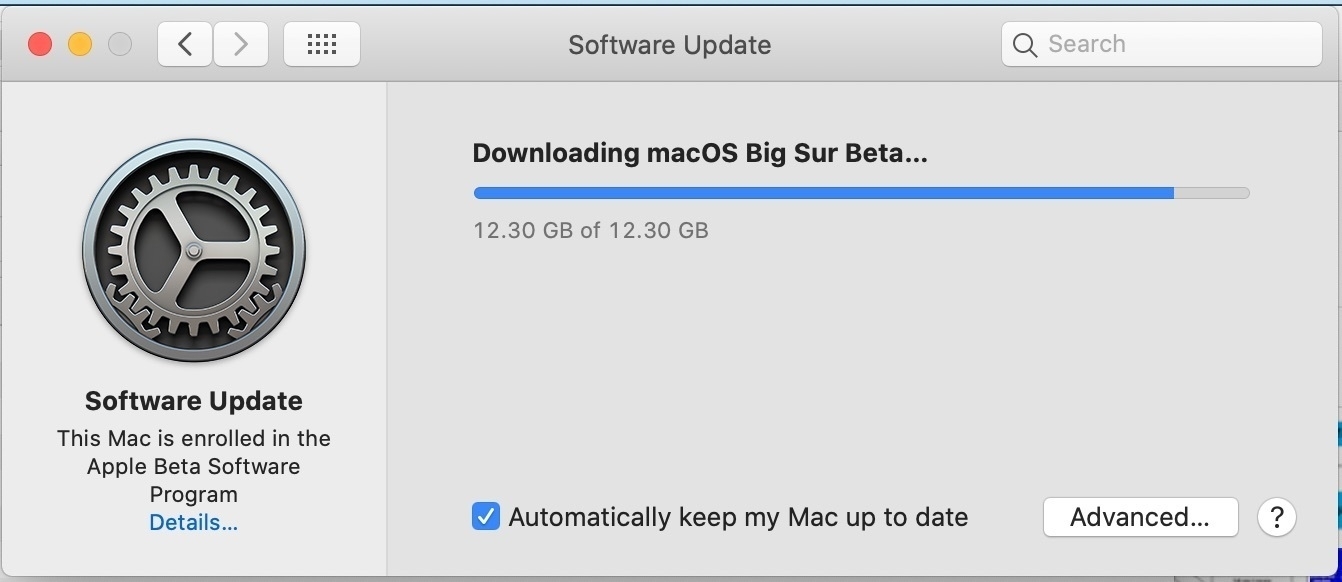 Software Update
Search
Downloading macOS Big Sur Beta...
12.30 GB of 12.30 GB
Software Update
This Mac is enrolled in the
Apple Beta Software
Program
Details...
Automatically keep my Mac up to date
Advanced...
?